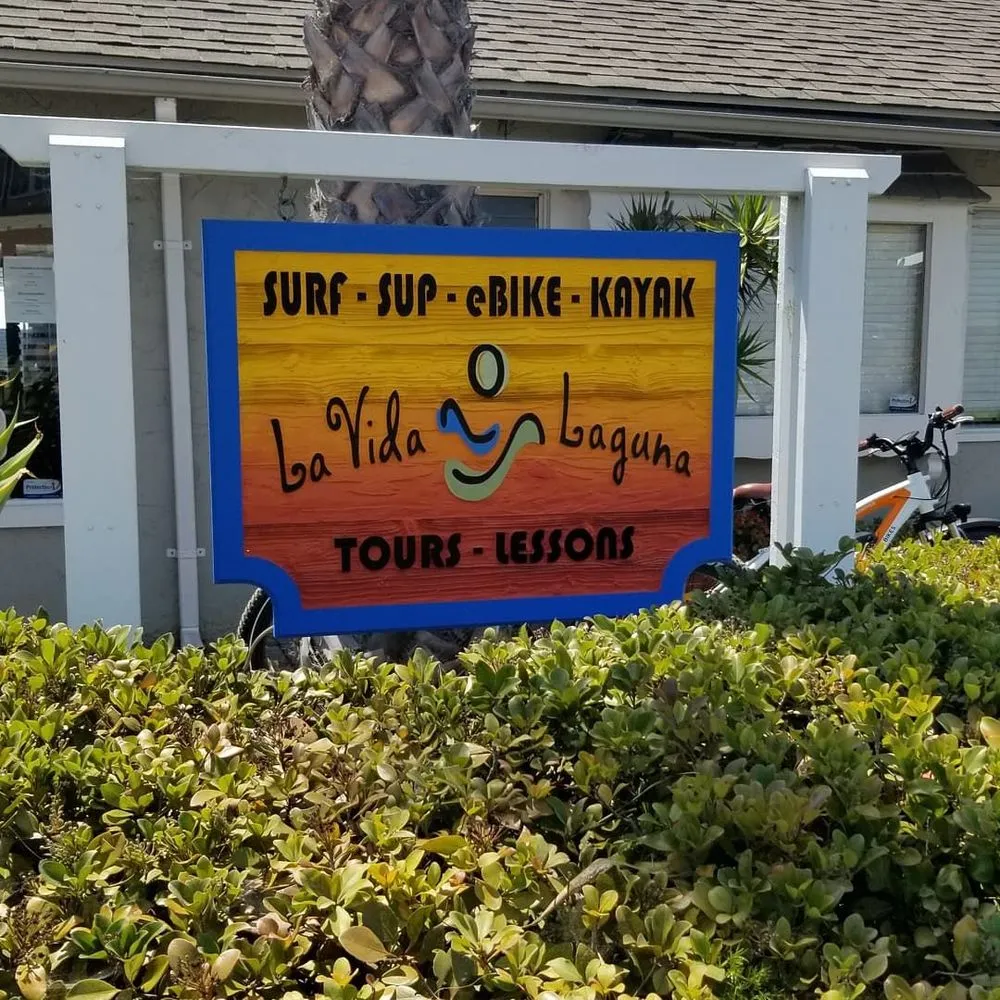 SURF - SUP - eBIKE - KAYAK
La Vida Laguna
TOURS - LESSONS